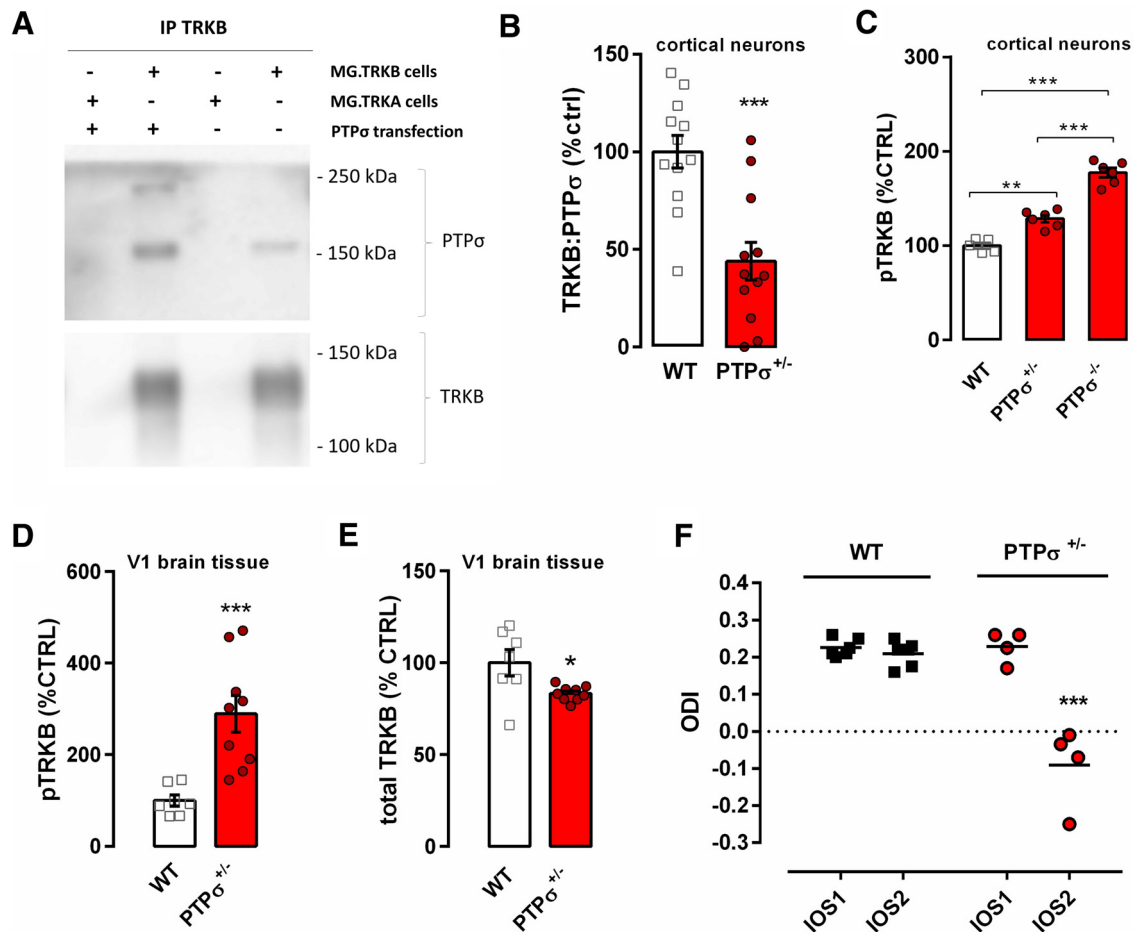 A
IP TRKB
- + - + MG.TRKB cells
+ - + - MG.TRKA cells
+ + - - PTPσ transfection
- 250 kDa
PTPσ
- 150 kDa
- 150 kDa
TRKB
- 100 kDa
B
cortical neurons
TRKB:PTPσ (%ctrl)
150
100
50
0
***
WT PTPσ+/-
C
cortical neurons
pTRKB (%CTRL)
300
200
100
0
***
***
**
WT PTPσ+/- PTPσ-/-
D
V1 brain tissue
pTRKB (%CTRL)
600
400
200
0
***
WT PTPσ+/-
E
V1 brain tissue
total TRKB (% CTRL)
150
100
50
0
*
WT PTPσ+/-
F
WT PTPσ +/-
ODI
0.4
0.3
0.2
0.1
0.0
-0.1
-0.2
-0.3
***
IOS1 IOS2 IOS1 IOS2